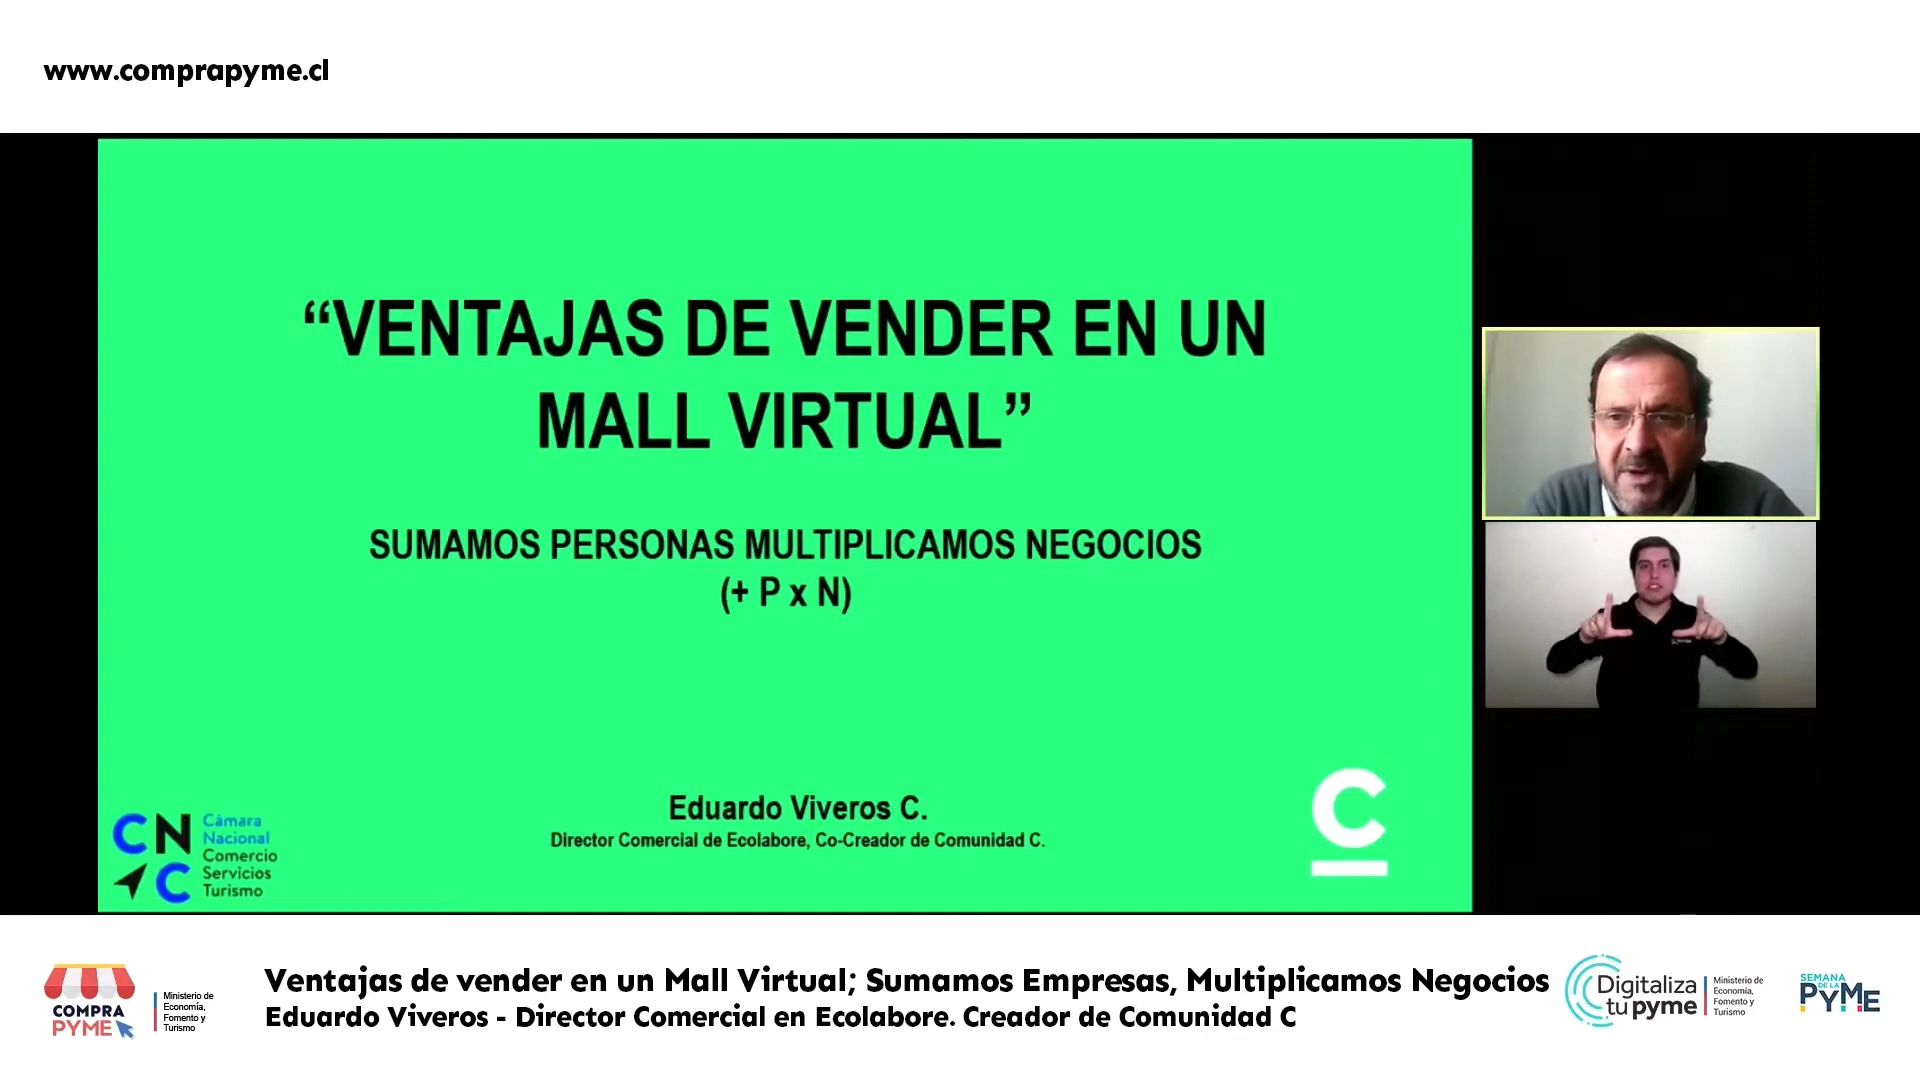 www.comprapyme.cl
“VENTAJAS DE VENDER EN UN
MALL VIRTUAL”
SUMAMOS PERSONAS MULTIPLICAMOS NEGOCIOS
(+ P x N)
Eduardo Viveros C.
Director Comercial de Ecolabore, Co-Creador de Comunidad C.
CNC
Cámara
Nacional
Comercio
Servicios
Turismo
C
COMPRA
PYME
Ministerio de
Economía,
Fomento y
Turismo
Ventajas de vender en un Mall Virtual; Sumamos Empresas, Multiplicamos Negocios
Eduardo Viveros - Director Comercial en Ecolabore. Creador de Comunidad C
Digitaliza
tu pyme
Ministerio de
Economía,
Fomento y
Turismo
SEMANA
DE LA
PYME